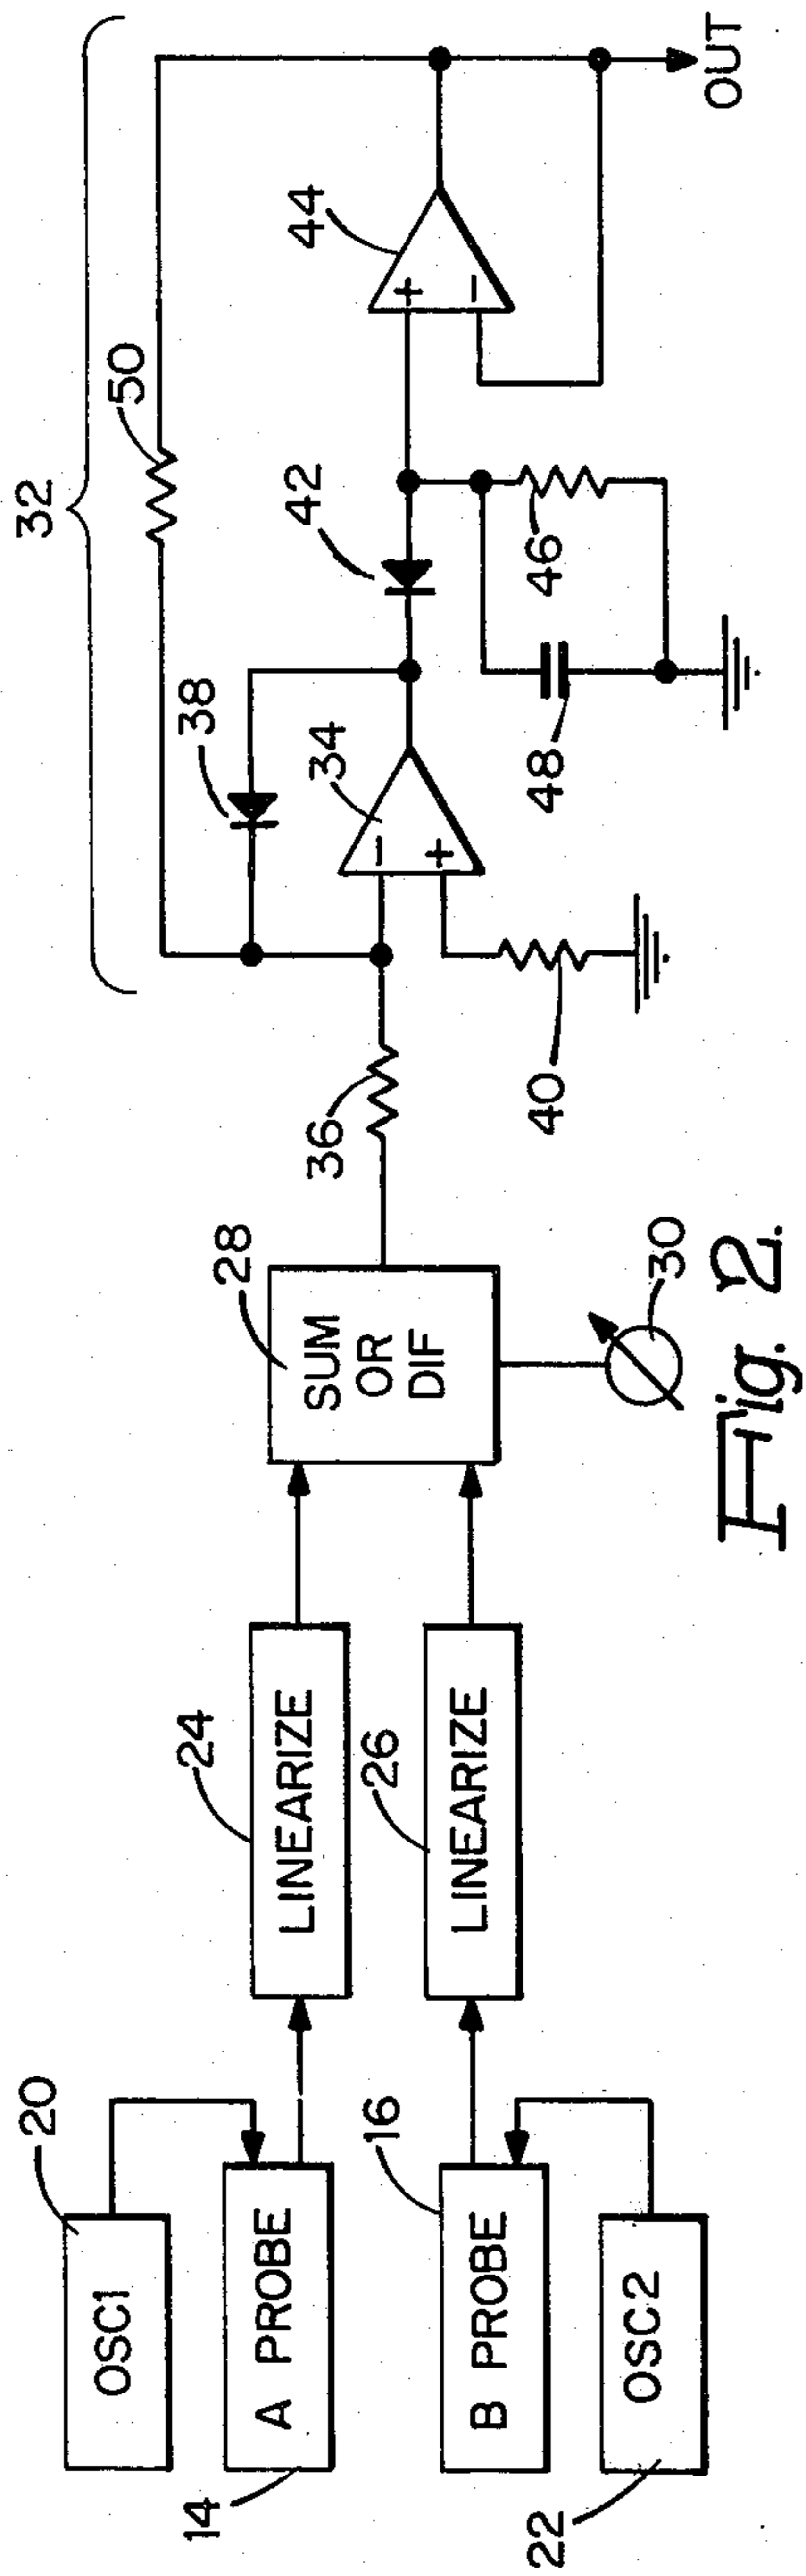 32
50
44
OUT
42
38
34
46
48
40
36
28
SUM
OR
DIF
30
24
LINEARIZE
26
LINEARIZE
20
OSC1
A PROBE
14
16
B PROBE
OSC2
22
+
−
−
+
Fig. 2.